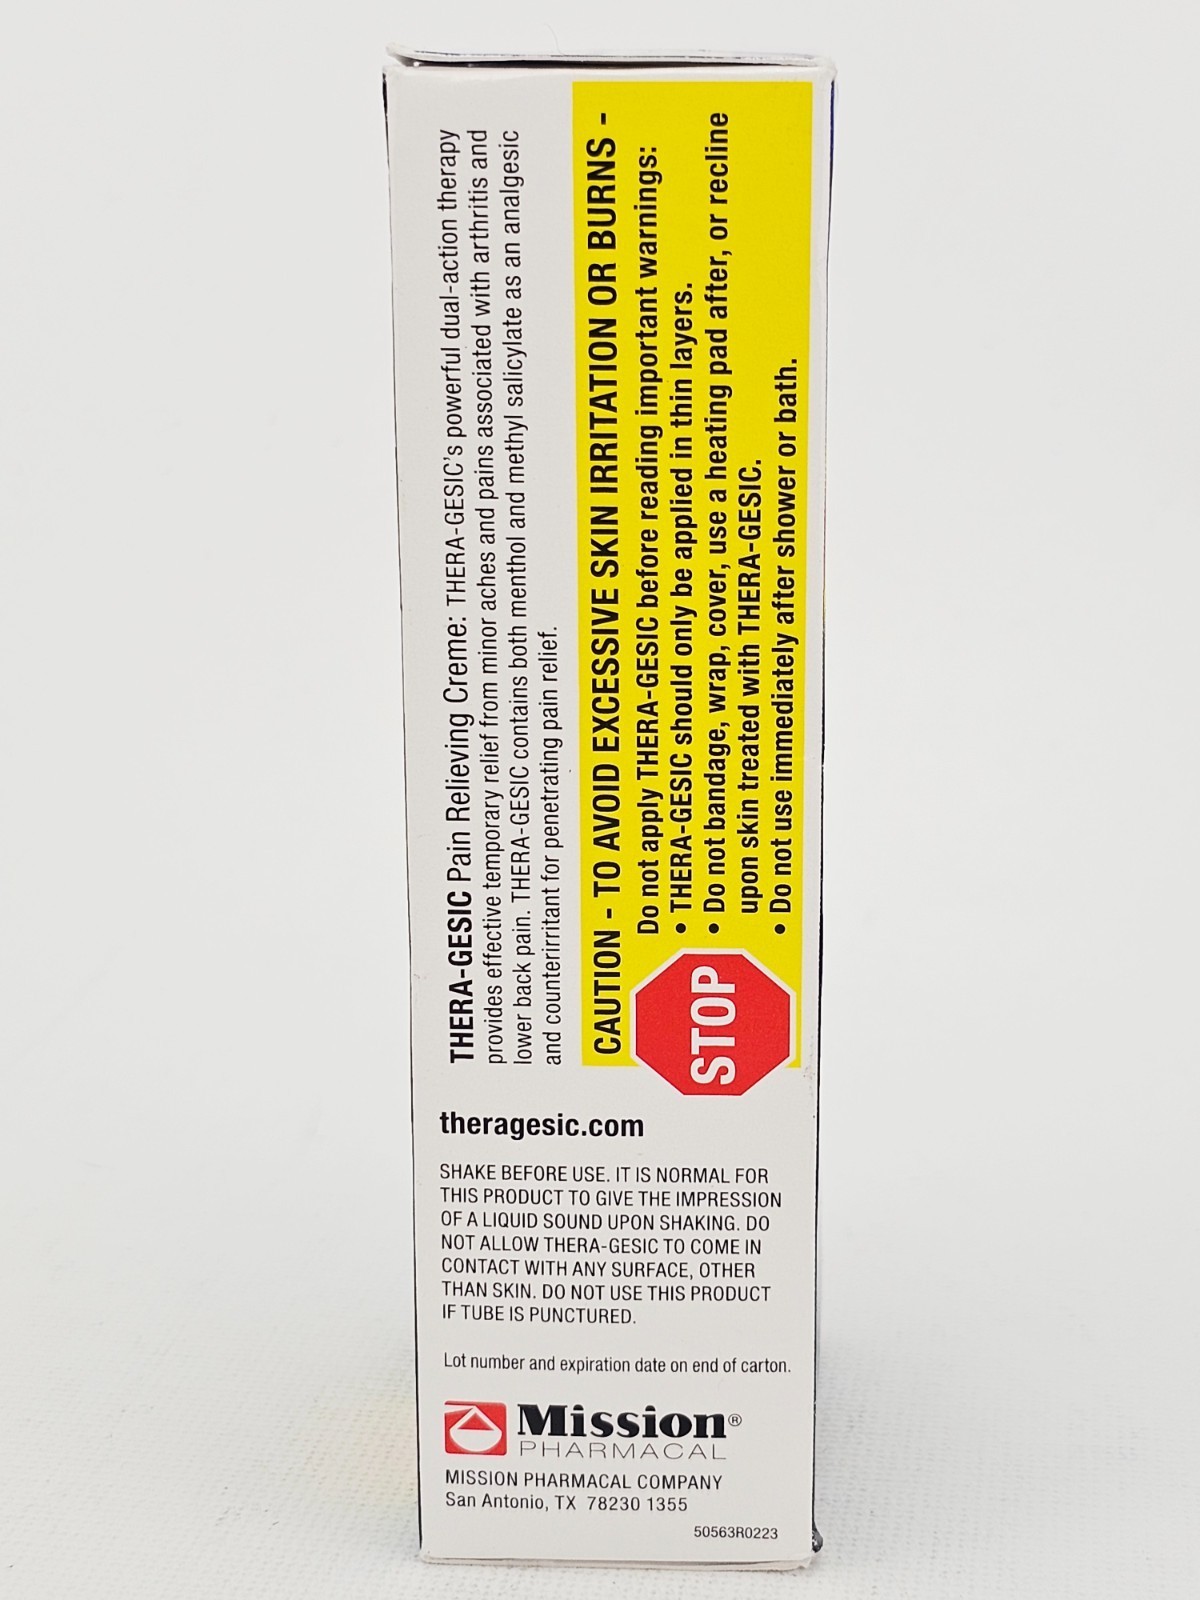 THERA-GESIC Pain Relieving Creme: THERA-GESIC's powerful dual-action therapy
provides effective temporary relief from minor aches and pains associated with arthritis and
lower back pain. THERA-GESIC contains both menthol and methyl salicylate as an analgesic
and counterirritant for penetrating pain relief.
CAUTION - TO AVOID EXCESSIVE SKIN IRRITATION OR BURNS -
Do not apply THERA-GESIC before reading important warnings:
• THERA-GESIC should only be applied in thin layers.
• Do not bandage, wrap, cover, use a heating pad after, or recline
upon skin treated with THERA-GESIC.
• Do not use immediately after shower or bath.
STOP
theragesic.com
SHAKE BEFORE USE. IT IS NORMAL FOR
THIS PRODUCT TO GIVE THE IMPRESSION
OF A LIQUID SOUND UPON SHAKING. DO
NOT ALLOW THERA-GESIC TO COME IN
CONTACT WITH ANY SURFACE, OTHER
THAN SKIN. DO NOT USE THIS PRODUCT
IF TUBE IS PUNCTURED.
Lot number and expiration date on end of carton.
Mission®
PHARMACAL
MISSION PHARMACAL COMPANY
San Antonio, TX 78230 1355
50563R0223